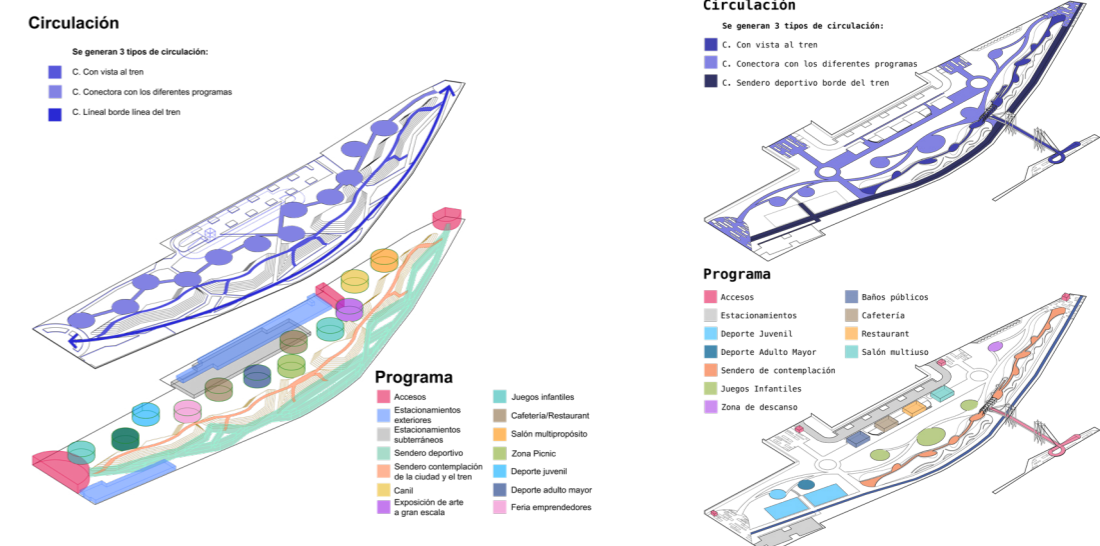 Circulación
Se generan 3 tipos de circulación:
C. Con vista al tren
C. Conectora con los diferentes programas
C. Líneal borde línea del tren
Programa
Accesos
Estacionamientos
exteriores
Estacionamientos
subterráneos
Sendero deportivo
Sendero contemplación
de la ciudad y el tren
Canil
Exposición de arte
a gran escala
Juegos infantiles
Cafetería/Restaurant
Salón multipropósito
Zona Picnic
Deporte juvenil
Deporte adulto mayor
Feria emprendedores
Circulación
Se generan 3 tipos de circulación:
C. Con vista al tren
C. Conectora con los diferentes programas
C. Sendero deportivo borde del tren
Programa
Accesos
Estacionamientos
Deporte Juvenil
Deporte Adulto Mayor
Sendero de contemplación
Juegos Infantiles
Zona de descanso
Baños públicos
Cafetería
Restaurant
Salón multiuso